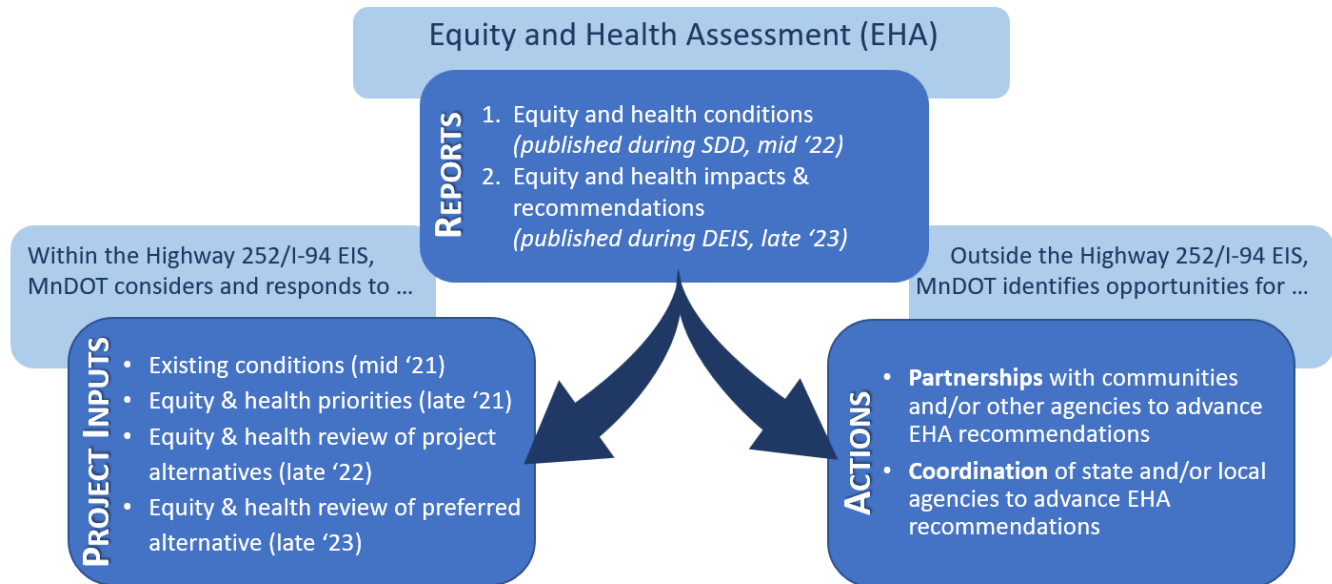 Equity and Health Assessment (EHA)
REPORTS
1. Equity and health conditions
(published during SDD, mid ‘22)
2. Equity and health impacts &
recommendations
(published during DEIS, late ‘23)
Within the Highway 252/I-94 EIS,
MnDOT considers and responds to …
PROJECT INPUTS
• Existing conditions (mid ‘21)
• Equity & health priorities (late ‘21)
• Equity & health review of project
alternatives (late ‘22)
• Equity & health review of preferred
alternative (late ‘23)
Outside the Highway 252/I-94 EIS,
MnDOT identifies opportunities for …
ACTIONS
• Partnerships with communities
and/or other agencies to advance
EHA recommendations
• Coordination of state and/or local
agencies to advance EHA
recommendations